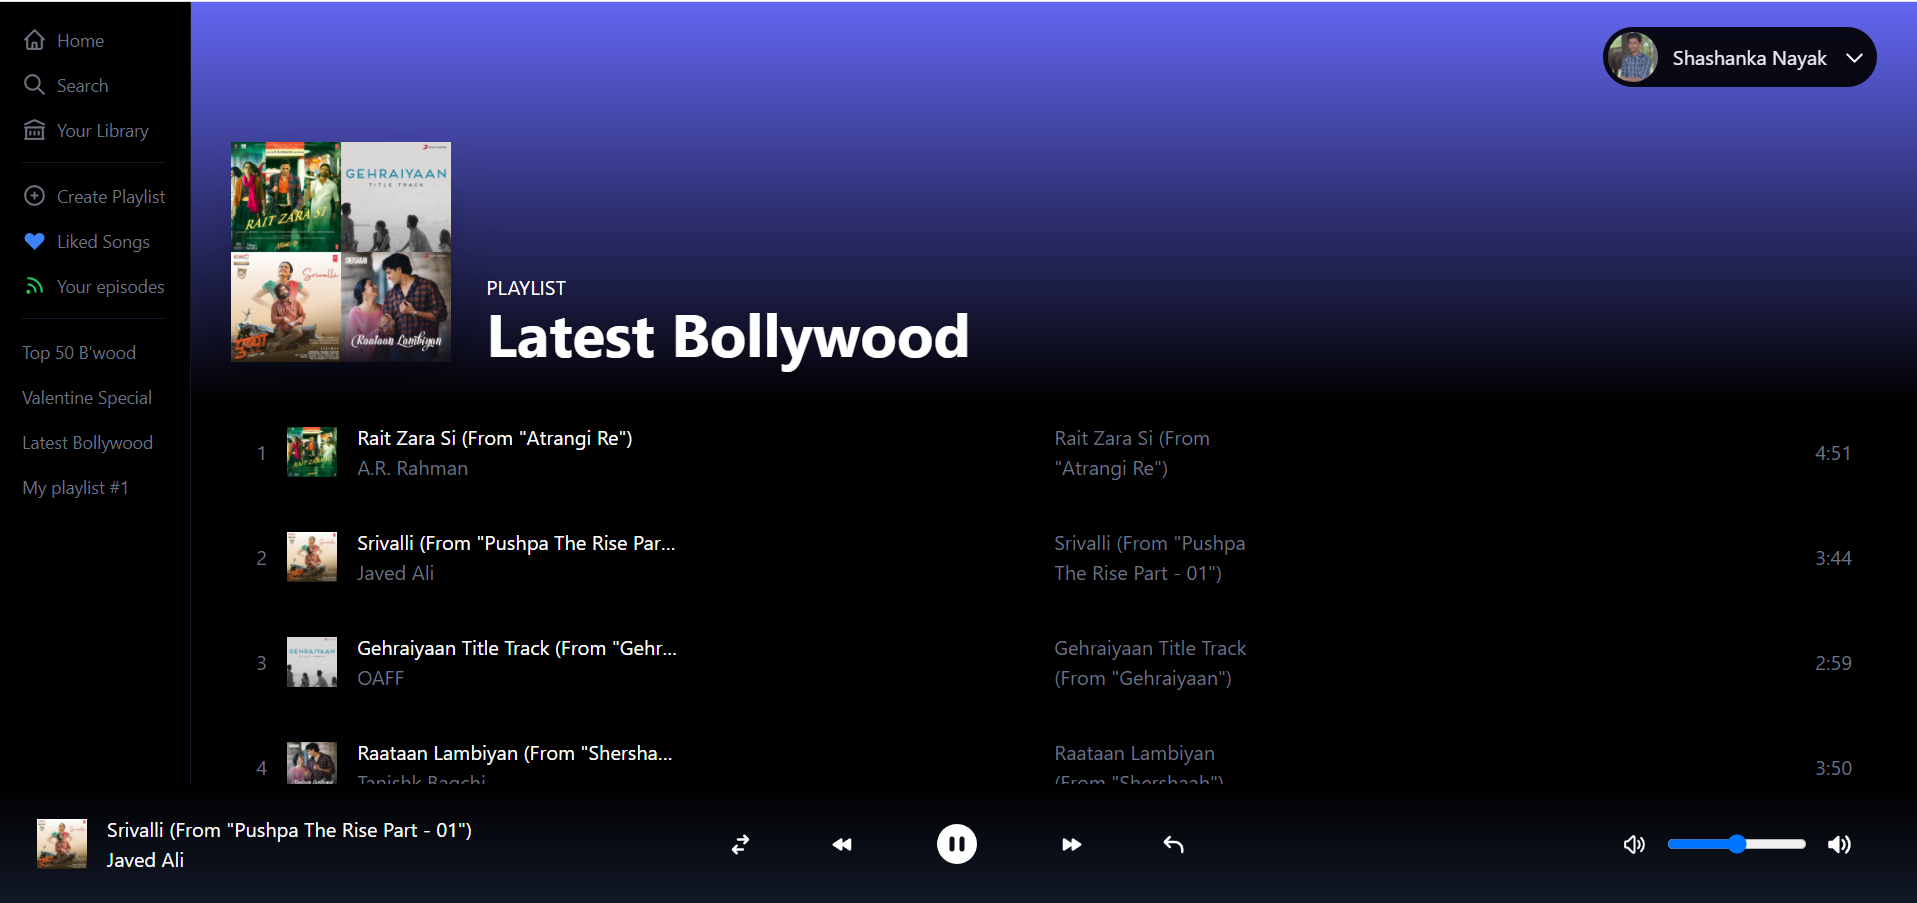 Home
Search
Your Library
Create Playlist
Liked Songs
Your episodes
Top 50 B'wood
Valentine Special
Latest Bollywood
My playlist #1
Shashanka Nayak
RAIT ZARA SI
GEHRAIYAAN
TITLE TRACK
Srivalli
SHERSHAAH
Raataan Lambiyan
PLAYLIST
Latest Bollywood
1
Rait Zara Si (From "Atrangi Re")
A.R. Rahman
Rait Zara Si (From
"Atrangi Re")
4:51
2
Srivalli (From "Pushpa The Rise Par...
Javed Ali
Srivalli (From "Pushpa
The Rise Part - 01")
3:44
3
Gehraiyaan Title Track (From "Gehr...
OAFF
Gehraiyaan Title Track
(From "Gehraiyaan")
2:59
4
Raataan Lambiyan (From "Shersha...
Tanishk Bagchi
Raataan Lambiyan
(From "Shershaah")
3:50
Srivalli (From "Pushpa The Rise Part - 01")
Javed Ali